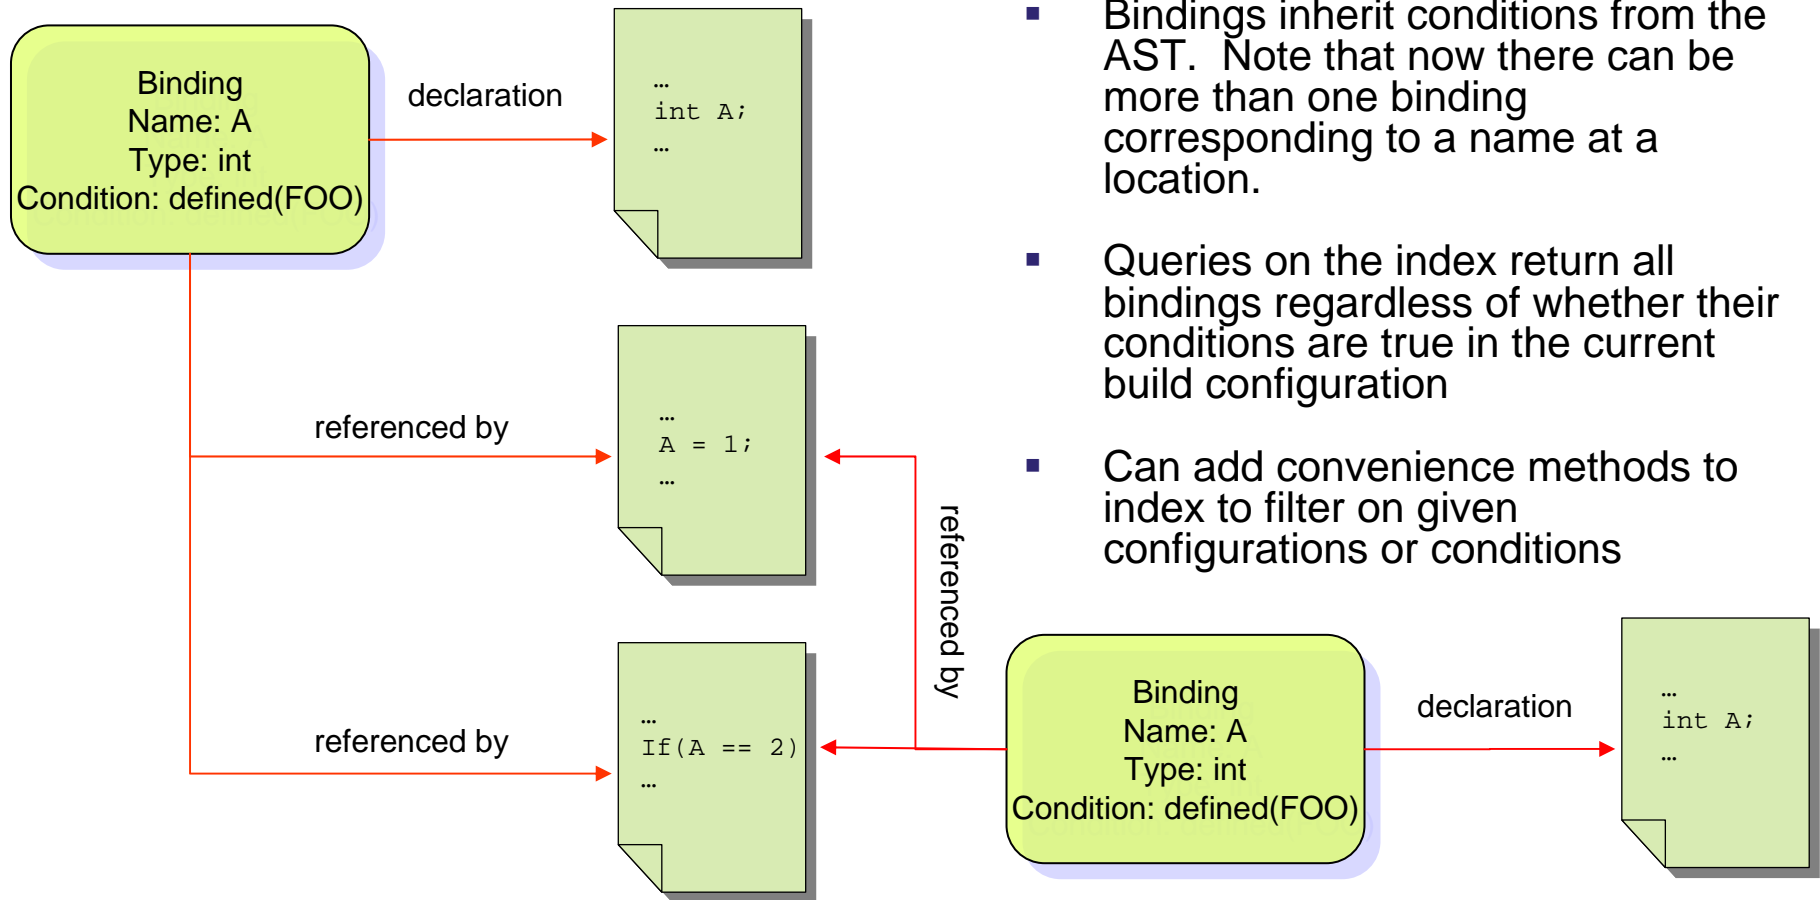 Binding
Name: A
Type: int
Condition: defined(FOO)
declaration
…
int A;
…
referenced by
…
A = 1;
…
referenced by
…
If(A == 2)
…
referenced by
▪ Bindings inherit conditions from the
AST.  Note that now there can be
more than one binding
corresponding to a name at a
location.
▪ Queries on the index return all
bindings regardless of whether their
conditions are true in the current
build configuration
▪ Can add convenience methods to
index to filter on given
configurations or conditions
Binding
Name: A
Type: int
Condition: defined(FOO)
declaration
…
int A;
…